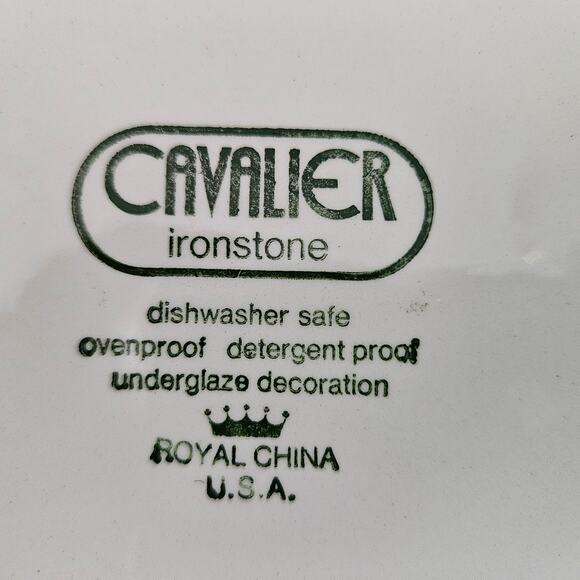 CAVALIER
ironstone
dishwasher safe
ovenproof detergent proof
underglaze decoration
ROYAL CHINA
U.S.A.